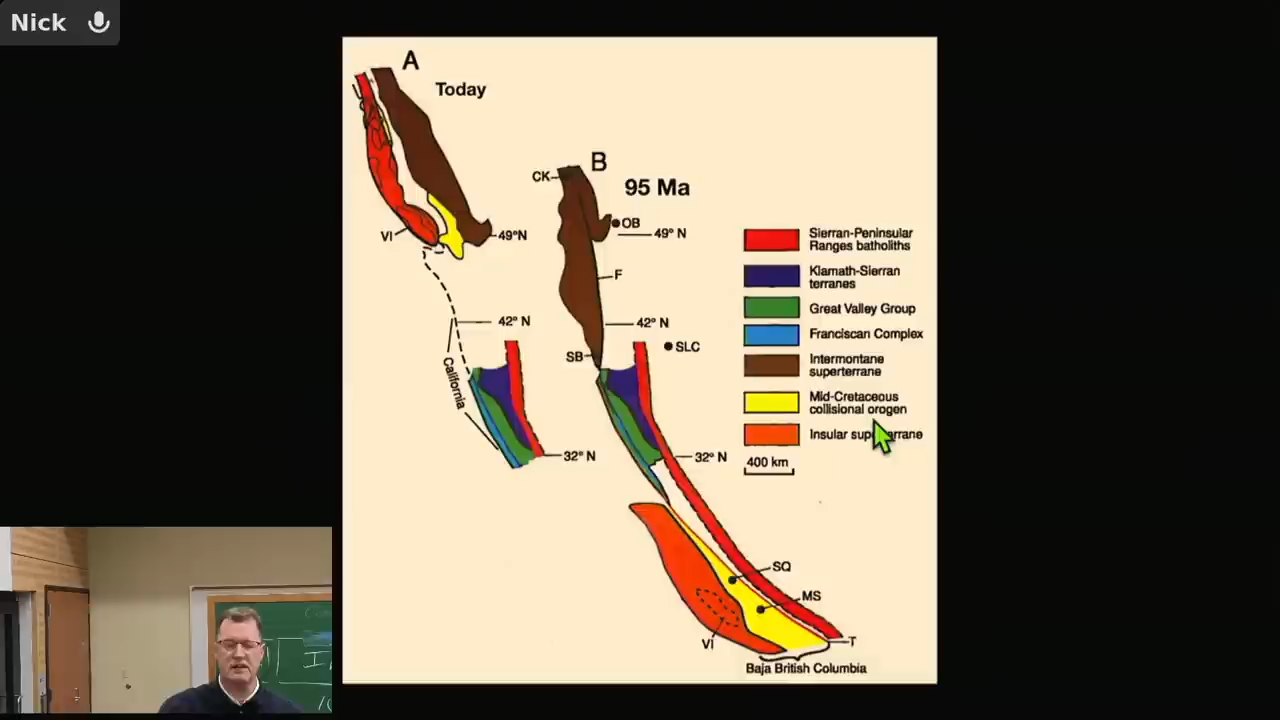 Nick
A
Today
VI
49°N
42° N
California
32° N
B
95 Ma
CK
OB
49° N
F
42° N
SB
SLC
32° N
SQ
MS
VI
T
Baja British Columbia
Sierran-Peninsular
Ranges batholiths
Klamath-Sierran
terranes
Great Valley Group
Franciscan Complex
Intermontane
superterrane
Mid-Cretaceous
collisional orogen
Insular
400 km